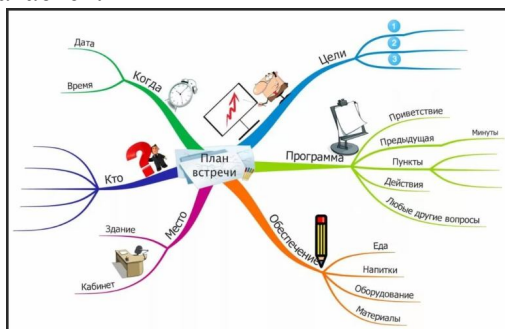 План
встречи
Цели
1
2
3
Программа
Приветствие
Предыдущая
Минуты
Пункты
Действия
Любые другие вопросы
Обеспечение
Еда
Напитки
Оборудование
Материалы
Место
Здание
Кабинет
Кто
Когда
Дата
Время